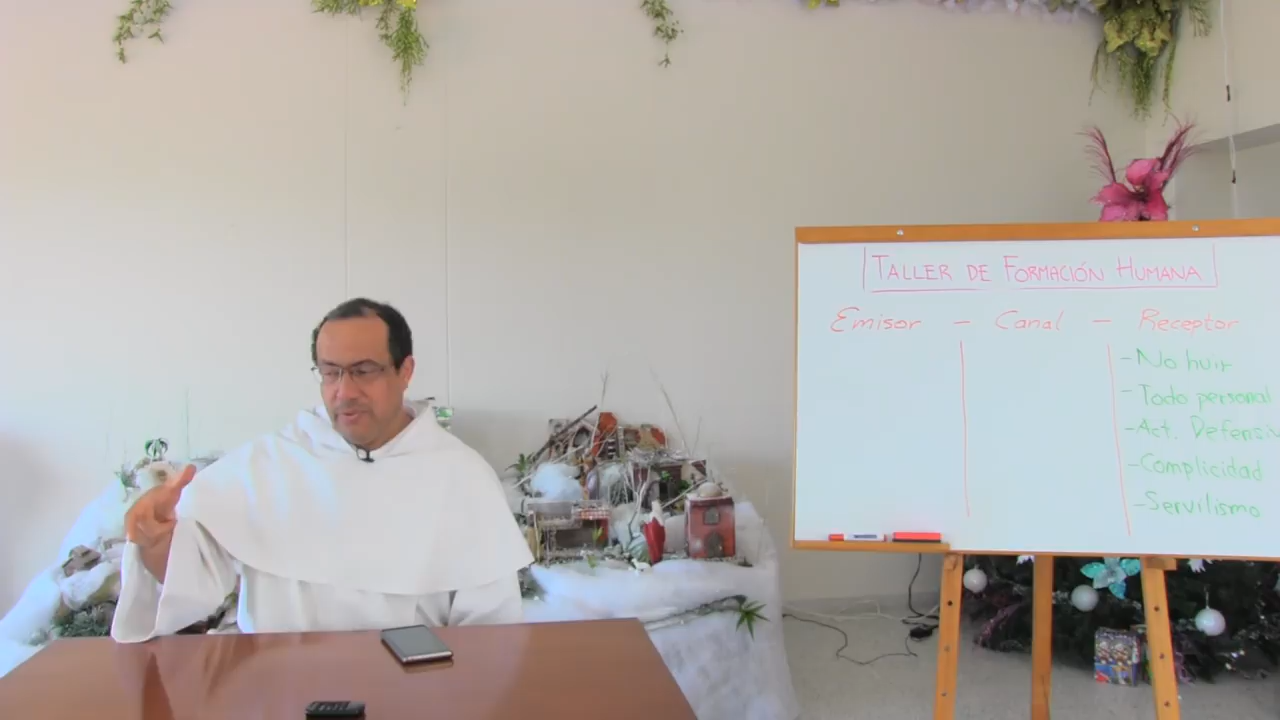 TALLER DE FORMACIÓN HUMANA
Emisor - Canal - Receptor
- No huir
- Todo personal
- Act. Defensiv
- Complicidad
- Servilismo